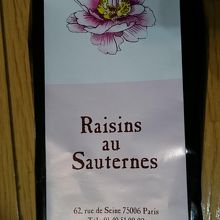 Raisins
au
Sauternes
62, rue de Seine 75006 Paris